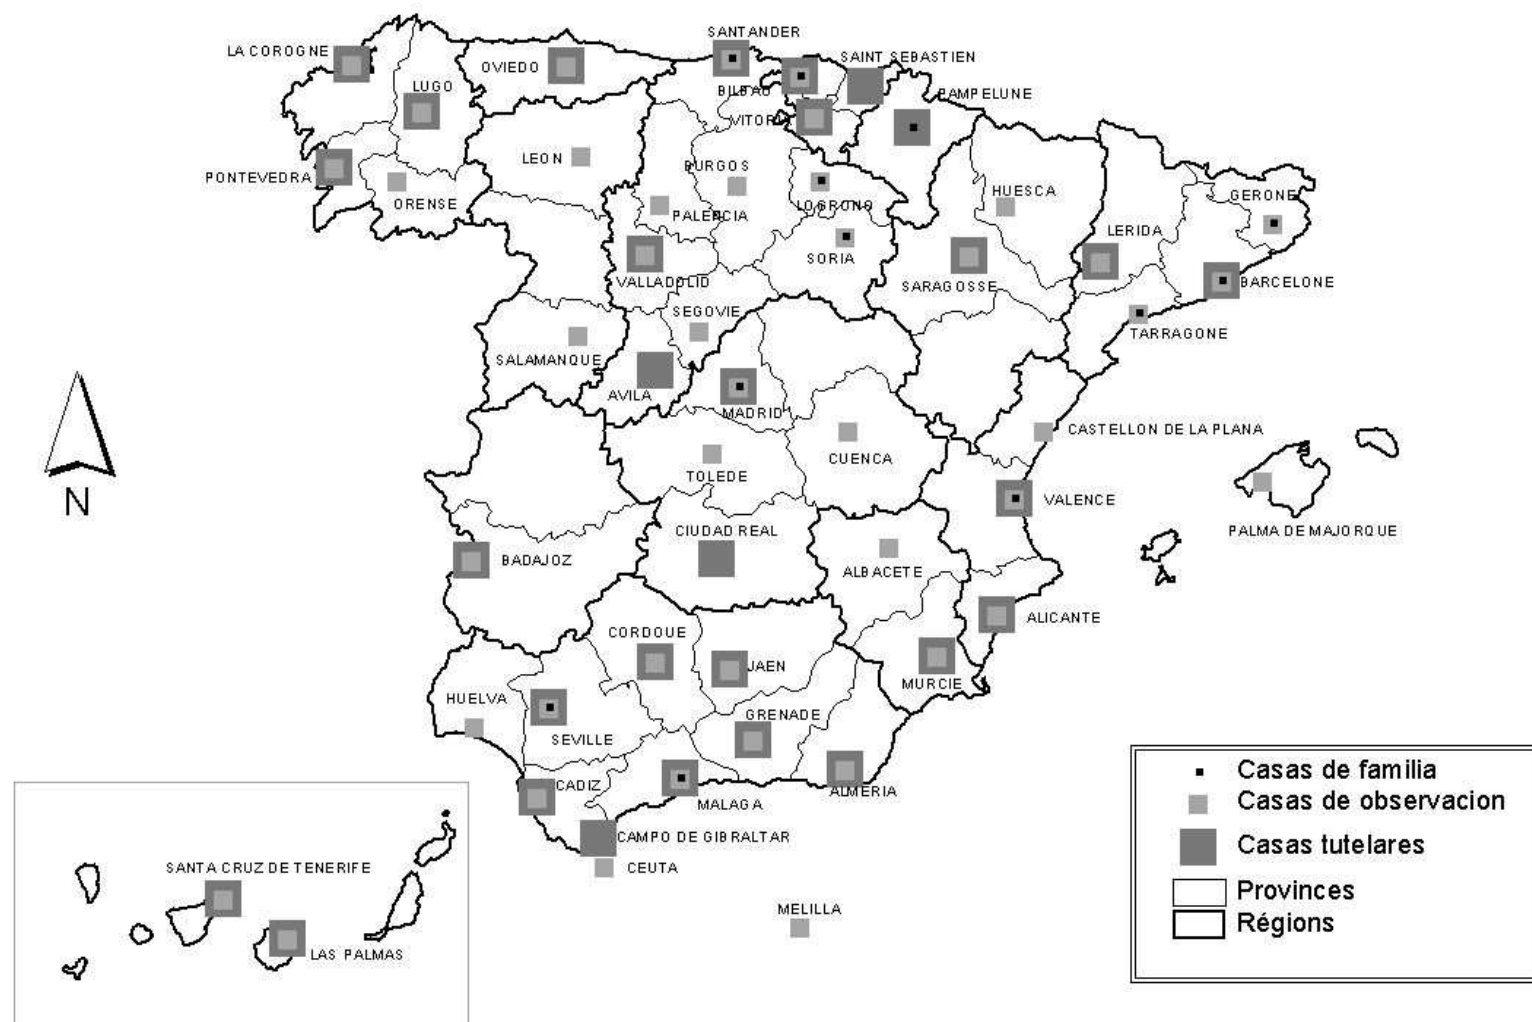 SANTANDER
LA COROGNE
SAINT SEBASTIEN
OVIEDO
LUGO
BILBAO
PAMPELUNE
VITORIA
LEON
BURGOS
PONTEVEDRA
HUESCA
GERONE
ORENSE
PALENCIA
LOGRONO
LERIDA
SORIA
VALLADOLID
SARAGOSSE
BARCELONE
SEGOVIE
TARRAGONE
SALAMANQUE
AVILA
MADRID
CASTELLON DE LA PLANA
CUENCA
TOLEDE
N
VALENCE
CIUDAD REAL
PALMA DE MAJORQUE
BADAJOZ
ALBACETE
ALICANTE
CORDOUE
JAEN
MURCIE
HUELVA
GRENADE
SEVILLE
CADIZ
ALMERIA
MALAGA
CAMPO DE GIBRALTAR
CEUTA
SANTA CRUZ DE TENERIFE
MELILLA
LAS PALMAS
Casas de familia
Casas de observacion
Casas tutelares
Provinces
Régions